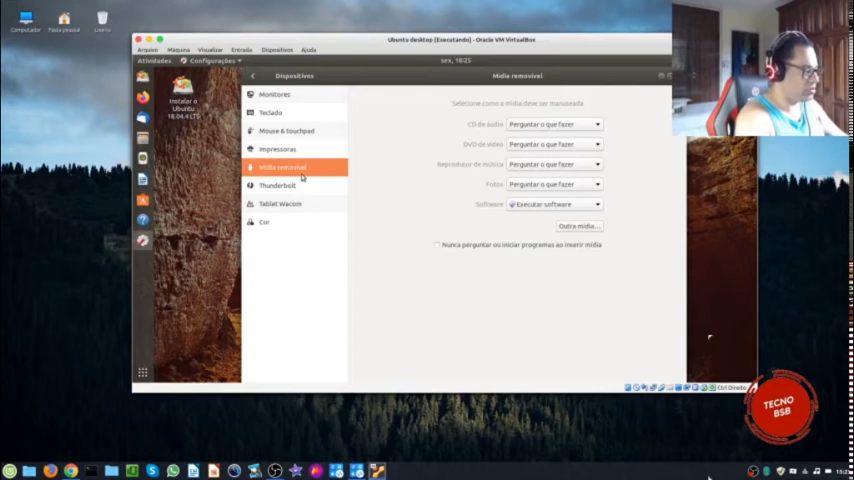 Computador
Pasta pessoal
Lixeira
Ubuntu desktop [Executando] - Oracle VM VirtualBox
Arquivo Máquina Visualizar Entrada Dispositivos Ajuda
Atividades
Configurações
sex, 18:25
Dispositivos
Mídia removível
Instalar o
Ubuntu
18.04.4 LTS
Monitores
Teclado
Mouse & touchpad
Impressoras
Mídia removível
Thunderbolt
Tablet Wacom
Cor
Selecione como a mídia deve ser manuseada
CD de áudio Perguntar o que fazer
DVD de vídeo Perguntar o que fazer
Reprodutor de música Perguntar o que fazer
Fotos Perguntar o que fazer
Software Executar software
Outra mídia...
Nunca perguntar ou iniciar programas ao inserir mídia
Ctrl Direito
TECNO
BSB